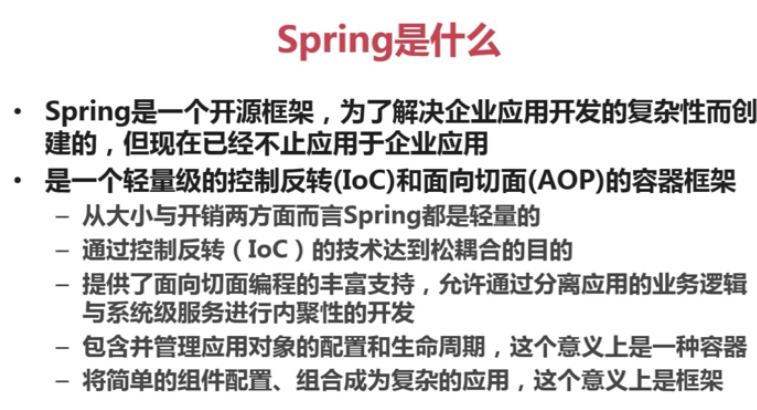 Spring是什么
• Spring是一个开源框架，为了解决企业应用开发的复杂性而创
建的，但现在已经不止应用于企业应用
• 是一个轻量级的控制反转(IoC)和面向切面(AOP)的容器框架
– 从大小与开销两方面而言Spring都是轻量的
– 通过控制反转（IoC）的技术达到松耦合的目的
– 提供了面向切面编程的丰富支持，允许通过分离应用的业务逻辑
与系统级服务进行内聚性的开发
– 包含并管理应用对象的配置和生命周期，这个意义上是一种容器
– 将简单的组件配置、组合成为复杂的应用，这个意义上是框架